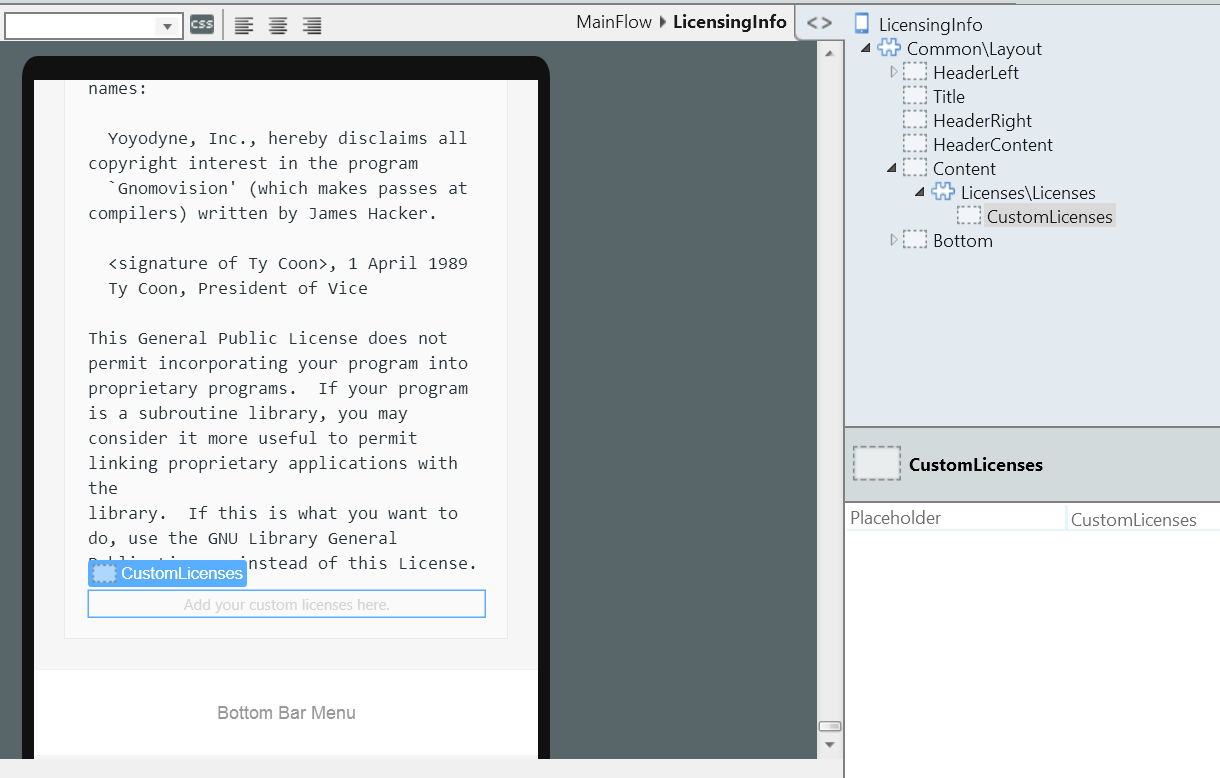 css
MainFlow LicensingInfo <>
names:
Yoyodyne, Inc., hereby disclaims all
copyright interest in the program
`Gnomovision' (which makes passes at
compilers) written by James Hacker.
<signature of Ty Coon>, 1 April 1989
Ty Coon, President of Vice
This General Public License does not
permit incorporating your program into
proprietary programs.  If your program
is a subroutine library, you may
consider it more useful to permit
linking proprietary applications with
the
library.  If this is what you want to
do, use the GNU Library General
instead of this License.
CustomLicenses
Add your custom licenses here.
Bottom Bar Menu
LicensingInfo
Common\Layout
HeaderLeft
Title
HeaderRight
HeaderContent
Content
Licenses\Licenses
CustomLicenses
Bottom
CustomLicenses
Placeholder CustomLicenses